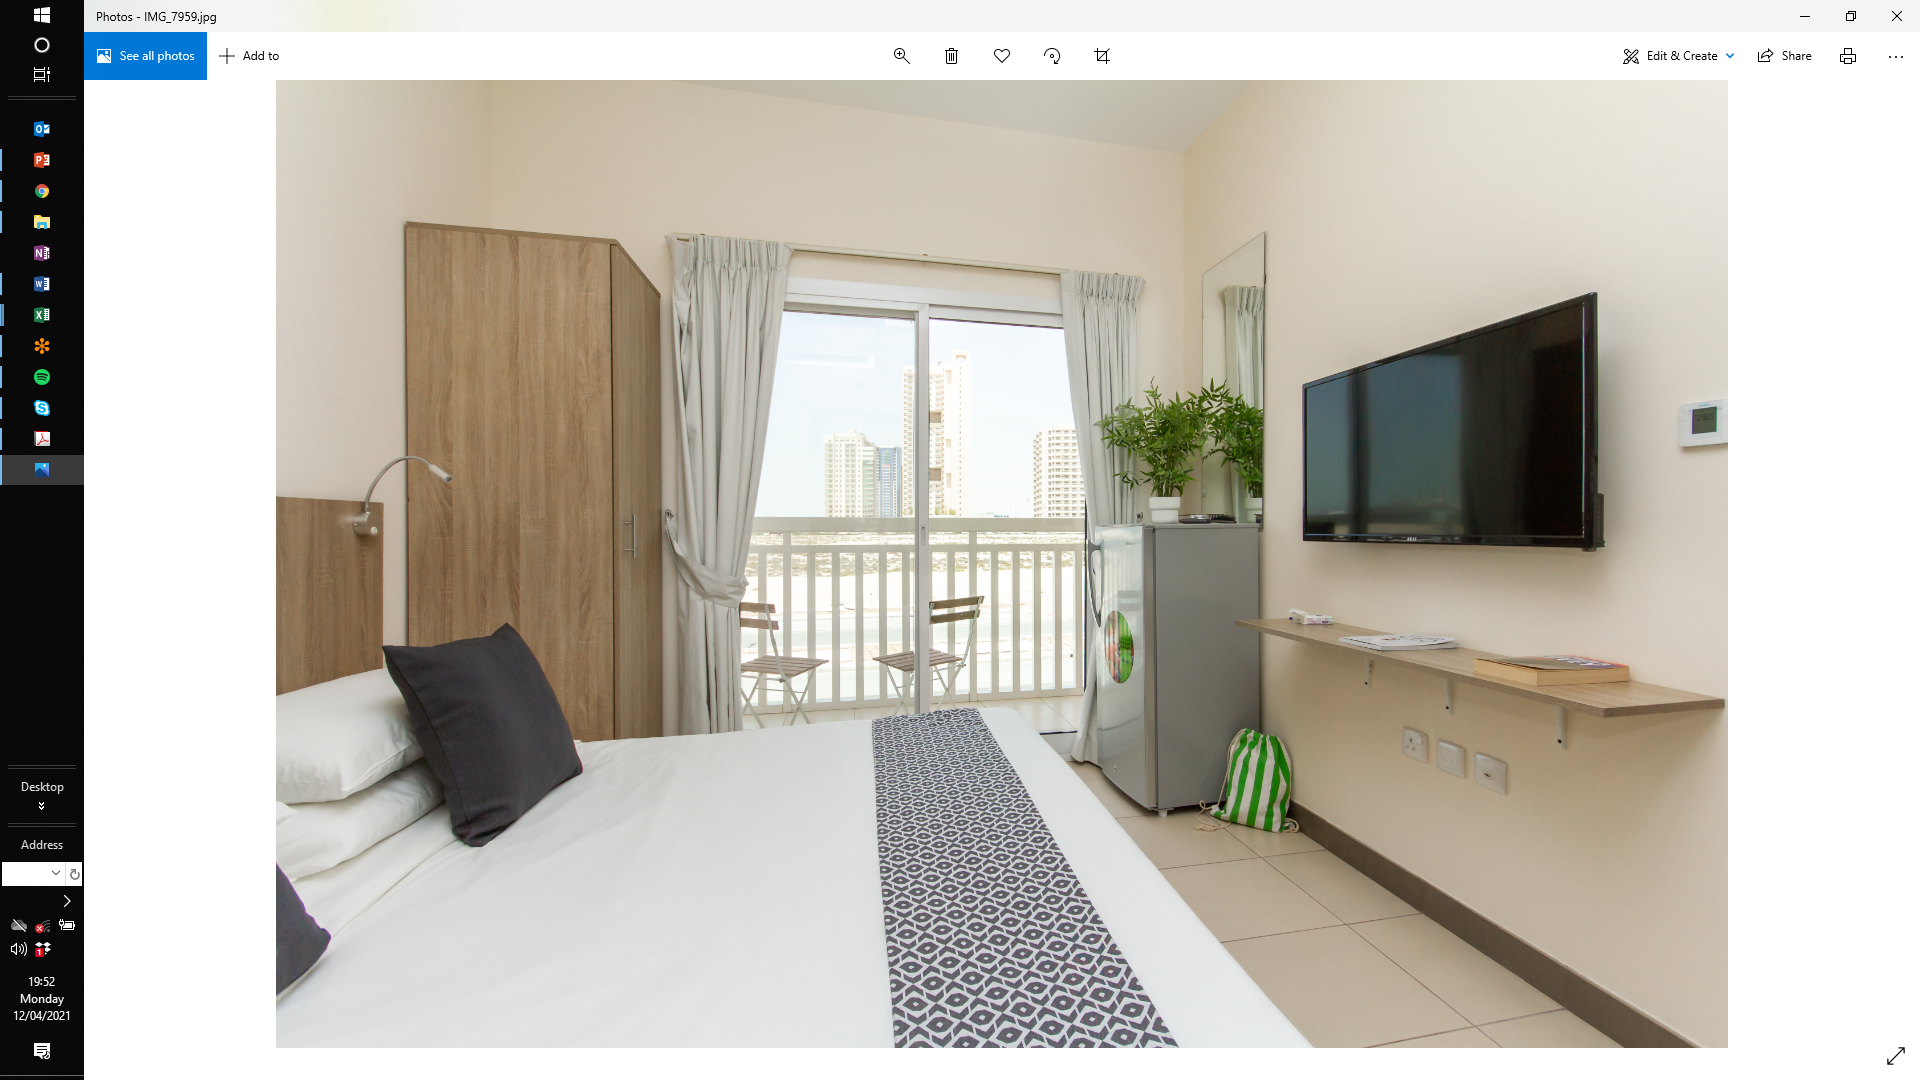 Photos - IMG_7959.jpg
See all photos
Add to
Edit & Create
Share
Desktop
Address
19:52
Monday
12/04/2021
AKAI